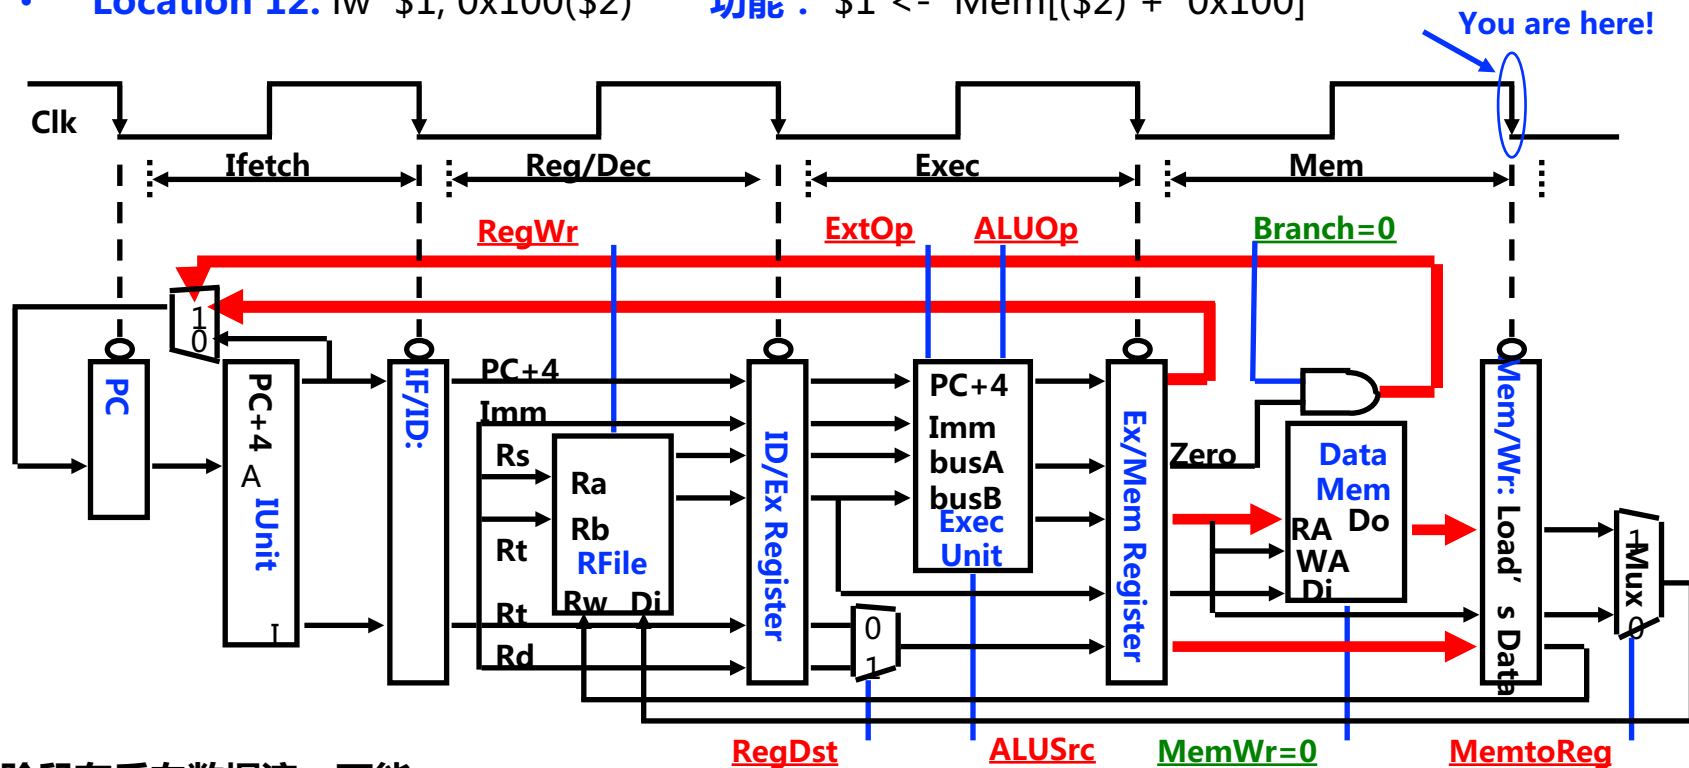 • Location 12: lw $1, 0x100($2) 功能： $1 <- Mem[($2) + 0x100]
You are here!
Clk
Ifetch
Reg/Dec
Exec
Mem
RegWr
ExtOp
ALUOp
Branch=0
1
0
PC
PC+4
A
IUnit
I
IF/ID:
PC+4
Imm
Rs
Rt
Rt
Rd
Ra
Rb
RFile
Rw Di
ID/Ex Register
0
1
PC+4
Imm
busA
busB
Exec
Unit
Ex/Mem Register
Zero
Data
Mem
RA Do
WA
Di
Mem/Wr: Load's Data
1
Mux
0
RegDst
ALUSrc
MemWr=0
MemtoReg